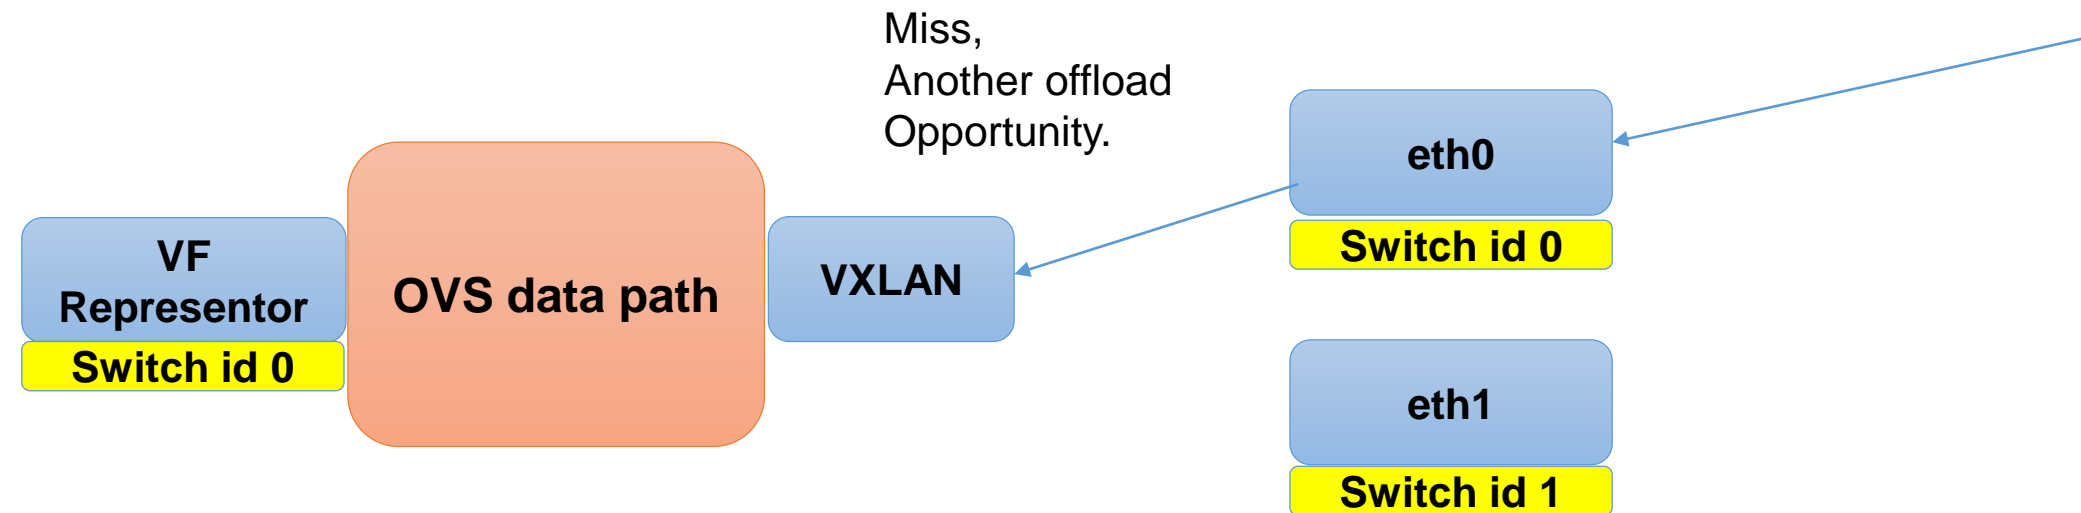 Miss,
Another offload
Opportunity.
eth0
Switch id 0
VF
Representor
Switch id 0
OVS data path
VXLAN
eth1
Switch id 1